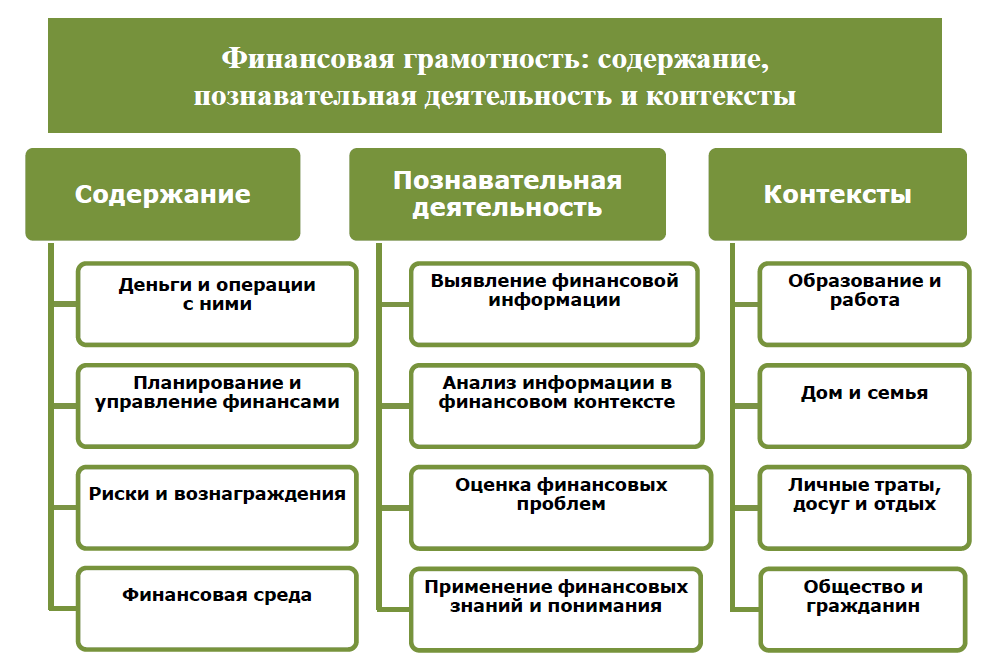 Финансовая грамотность: содержание,
познавательная деятельность и контексты
Содержание
Деньги и операции
с ними
Планирование и
управление финансами
Риски и вознаграждения
Финансовая среда
Познавательная
деятельность
Выявление финансовой
информации
Анализ информации в
финансовом контексте
Оценка финансовых
проблем
Применение финансовых
знаний и понимания
Контексты
Образование и
работа
Дом и семья
Личные траты,
досуг и отдых
Общество и
гражданин